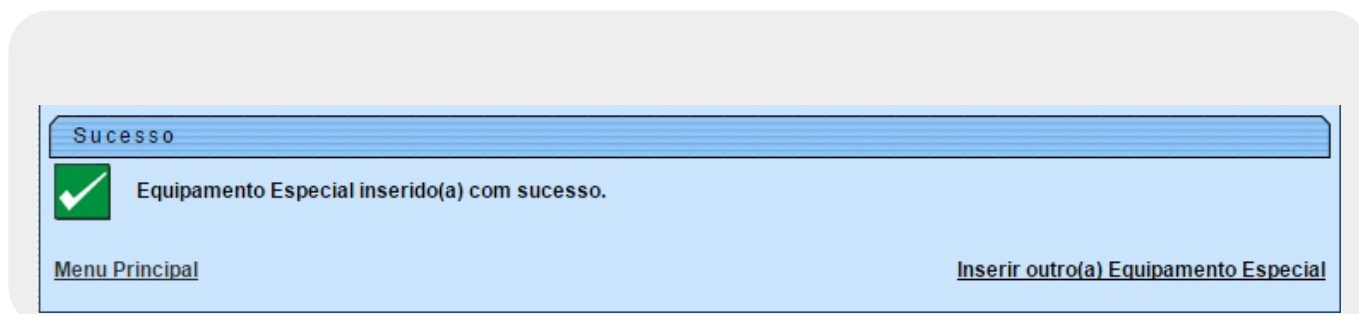 Sucesso
Equipamento Especial inserido(a) com sucesso.
Menu Principal
Inserir outro(a) Equipamento Especial